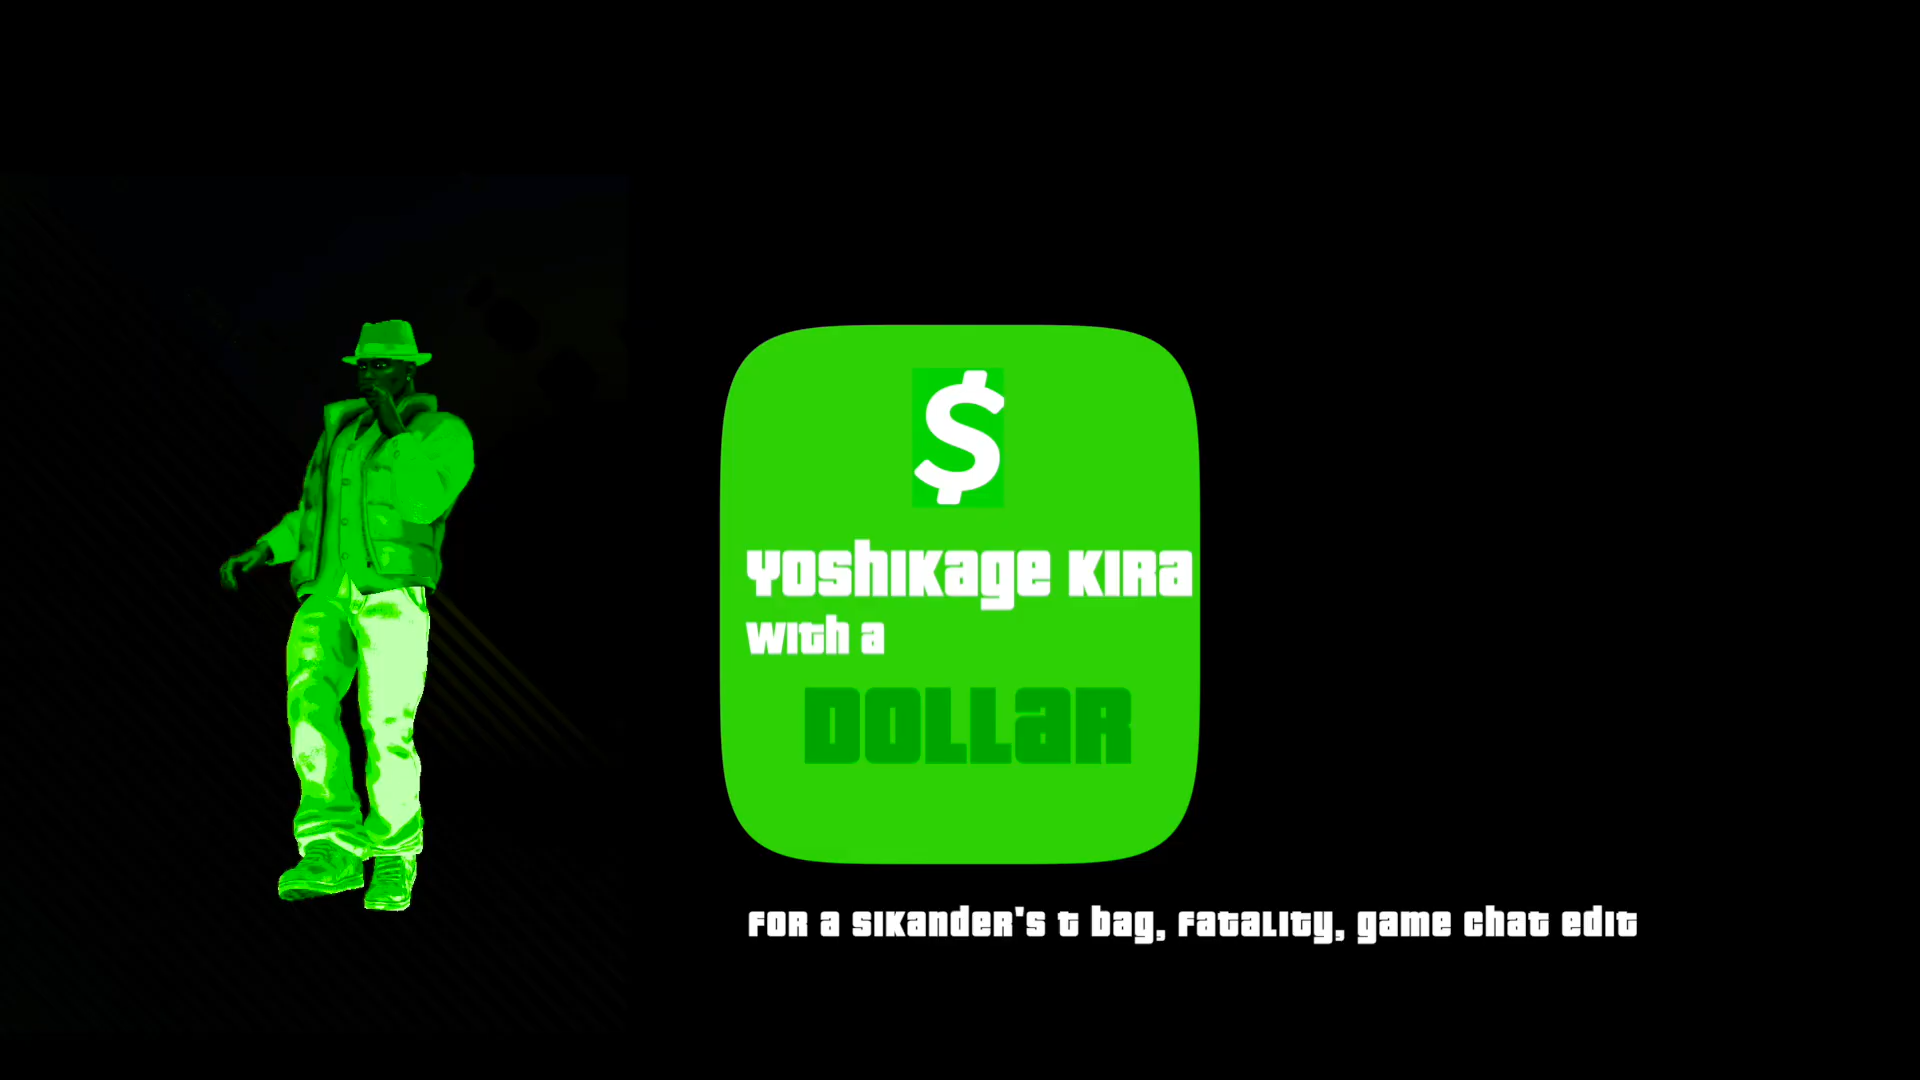 $
Yoshikage Kira
with a
DOLLAR
for a sikander's t bag, fatality, game chat edit